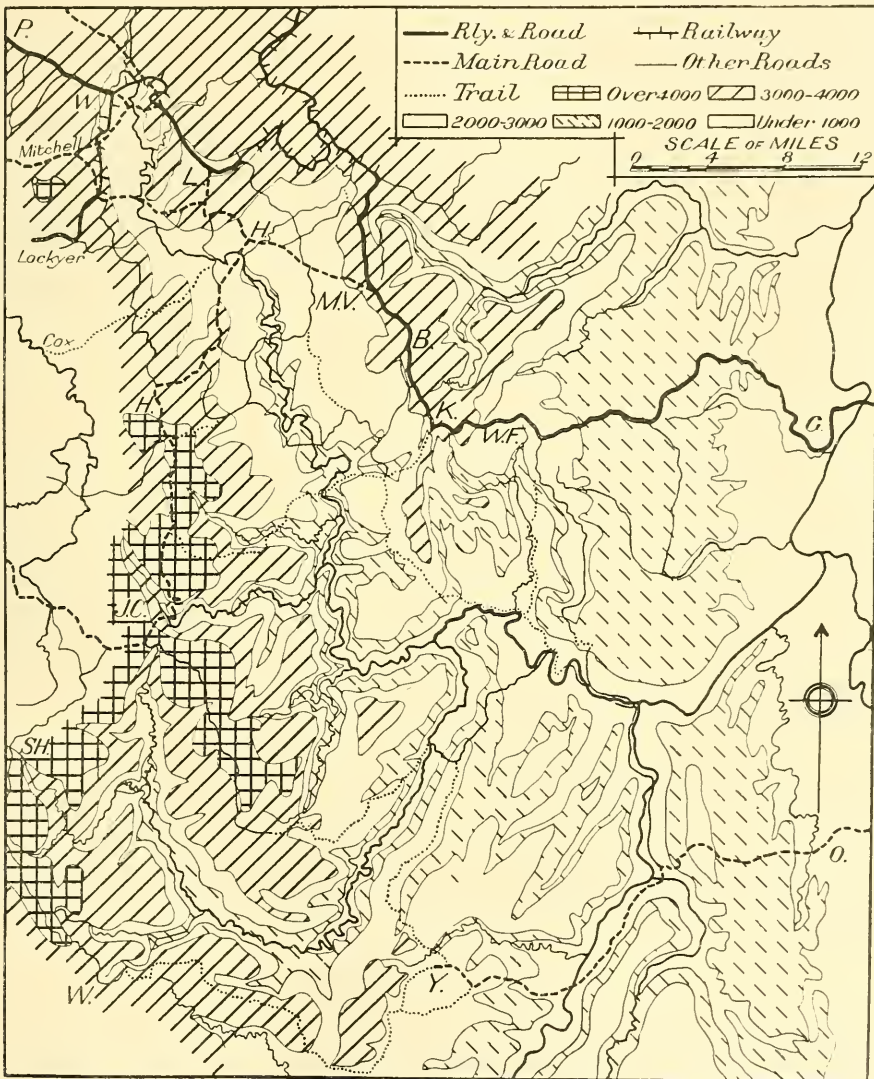 P.
Rly. & Road
Railway
Main Road
Other Roads
Trail
Over 4000
3000-4000
2000-3000
1000-2000
Under 1000
SCALE OF MILES
0 4 8 12
W.
Mitchell
L.
H.
Lockyer
M.V.
Cox
B.
H.
K.
W.F.
G.
J.C.
SH.
O.
W.
Y.